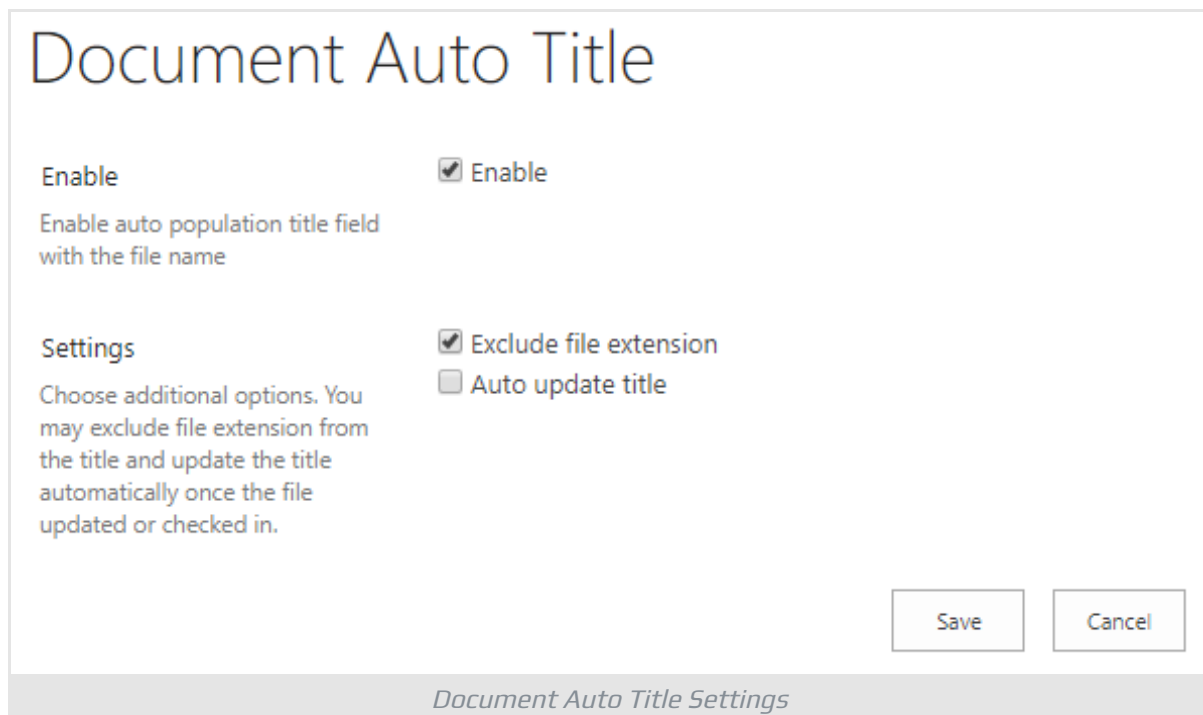 Document Auto Title
Enable
Enable
Enable auto population title field
with the file name
Settings
Exclude file extension
Auto update title
Choose additional options. You
may exclude file extension from
the title and update the title
automatically once the file
updated or checked in.
Save
Cancel
Document Auto Title Settings